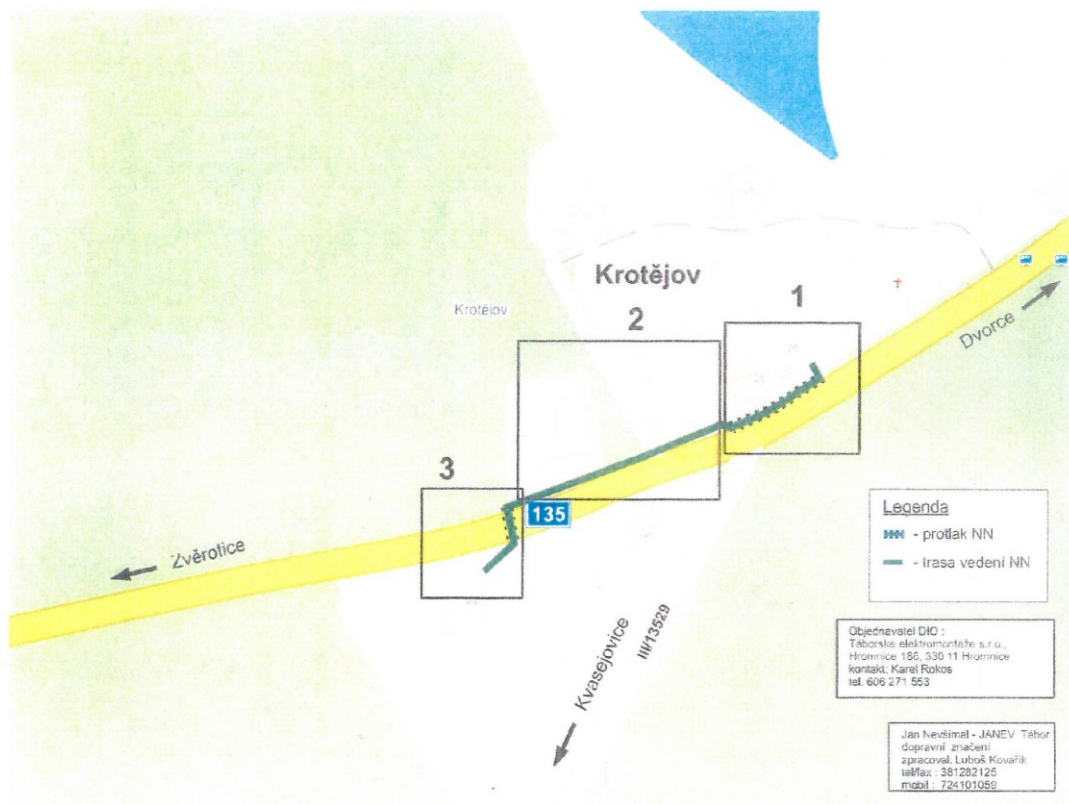 Krotějov
1
Krotějov
2
Dvorce
3
135
Legenda
- protlak NN
- trasa vedení NN
Zvěrotice
Kvasejovice
III/13529
Objednavatel DIO :
Táborské elektromontáže s.r.o.,
Hromnice 186, 330 11 Hromnice
kontakt: Karel Rokos
tel. 606 271 553
Jan Nevšímal - JANEV Tábor
dopravní značení
zpracoval: Luboš Kovařík
tel/fax : 381282125
mobil : 724101059